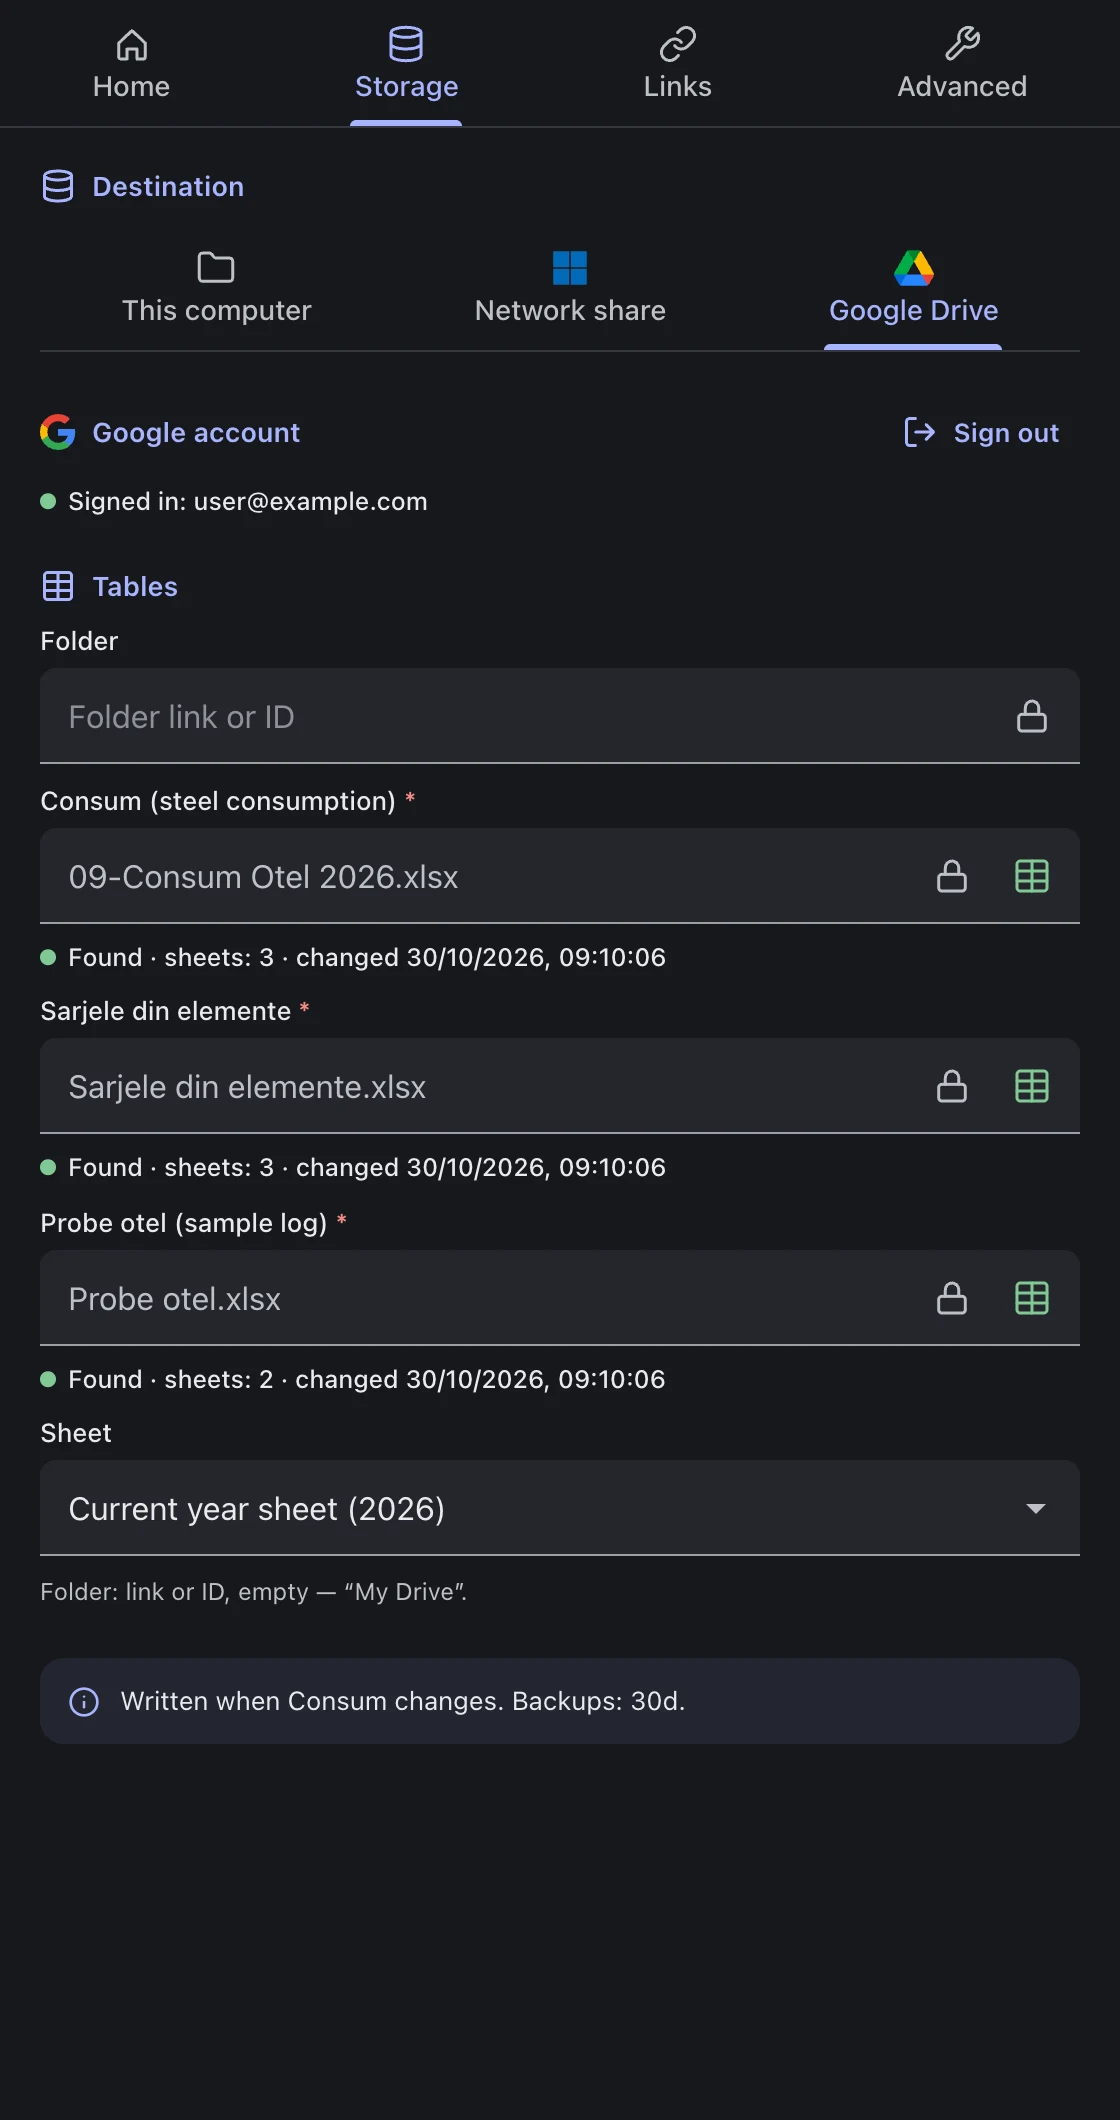 Home
Storage
Links
Advanced
Destination
This computer
Network share
Google Drive
Google account
Sign out
Signed in: user@example.com
Tables
Folder
Folder link or ID
Consum (steel consumption) *
09-Consum Otel 2026.xlsx
Found · sheets: 3 · changed 30/10/2026, 09:10:06
Sarjele din elemente *
Sarjele din elemente.xlsx
Found · sheets: 3 · changed 30/10/2026, 09:10:06
Probe otel (sample log) *
Probe otel.xlsx
Found · sheets: 2 · changed 30/10/2026, 09:10:06
Sheet
Current year sheet (2026)
Folder: link or ID, empty — “My Drive”.
Written when Consum changes. Backups: 30d.